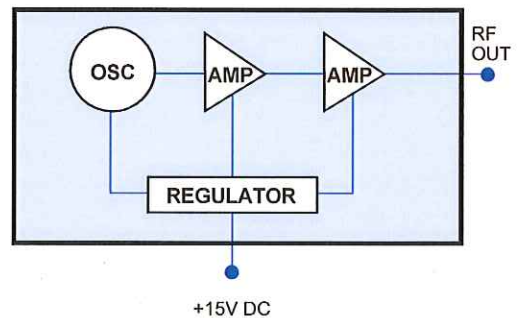 RF
OUT
OSC
AMP
AMP
REGULATOR
+15V DC